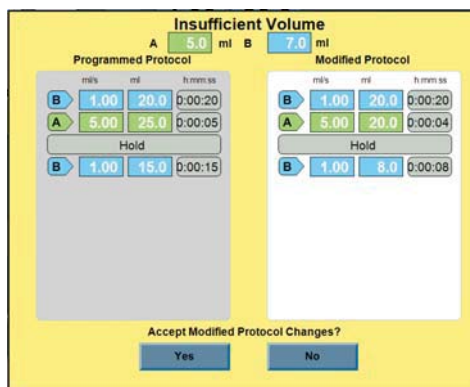 Insufficient Volume
A 5.0 ml B 7.0 ml
Programmed Protocol
ml/s ml h:mm:ss
B 1.00 20.0 0:00:20
A 5.00 25.0 0:00:05
Hold
B 1.00 15.0 0:00:15
Modified Protocol
ml/s ml h:mm:ss
B 1.00 20.0 0:00:20
A 5.00 20.0 0:00:04
Hold
B 1.00 8.0 0:00:08
Accept Modified Protocol Changes?
Yes No